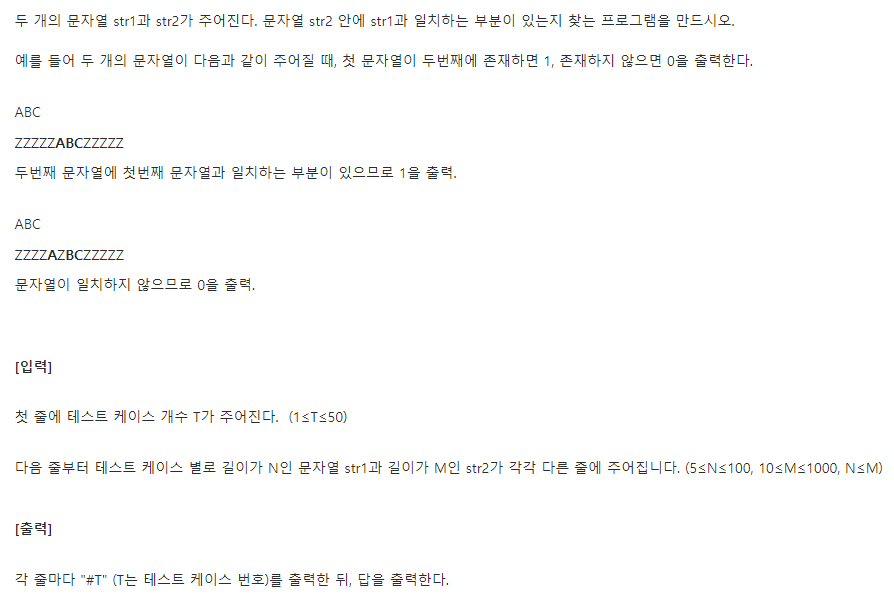 두 개의 문자열 str1과 str2가 주어진다. 문자열 str2 안에 str1과 일치하는 부분이 있는지 찾는 프로그램을 만드시오.
예를 들어 두 개의 문자열이 다음과 같이 주어질 때, 첫 문자열이 두번째에 존재하면 1, 존재하지 않으면 0을 출력한다.
ABC
ZZZZZABCZZZZZ
두번째 문자열에 첫번째 문자열과 일치하는 부분이 있으므로 1을 출력.
ABC
ZZZZAZBCZZZZZ
문자열이 일치하지 않으므로 0을 출력.
[입력]
첫 줄에 테스트 케이스 개수 T가 주어진다. (1≤T≤50)
다음 줄부터 테스트 케이스 별로 길이가 N인 문자열 str1과 길이가 M인 str2가 각각 다른 줄에 주어집니다. (5≤N≤100, 10≤M≤1000, N≤M)
[출력]
각 줄마다 "#T" (T는 테스트 케이스 번호)를 출력한 뒤, 답을 출력한다.